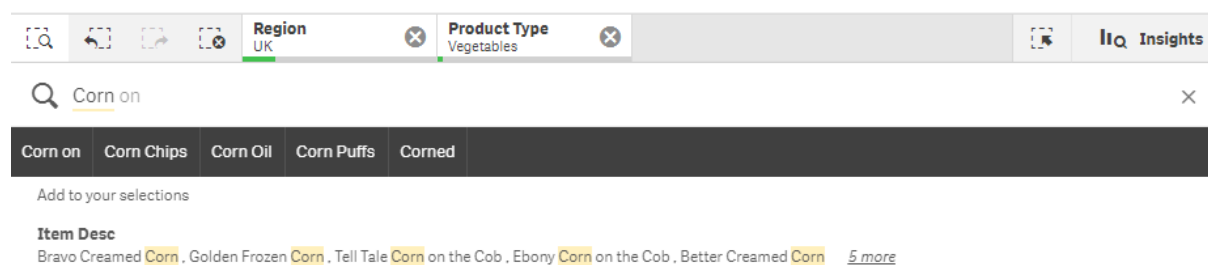 Region
UK
Product Type
Vegetables
Insights
Corn on
Corn on Corn Chips Corn Oil Corn Puffs Corned
Add to your selections
Item Desc
Bravo Creamed Corn , Golden Frozen Corn , Tell Tale Corn on the Cob , Ebony Corn on the Cob , Better Creamed Corn 5 more